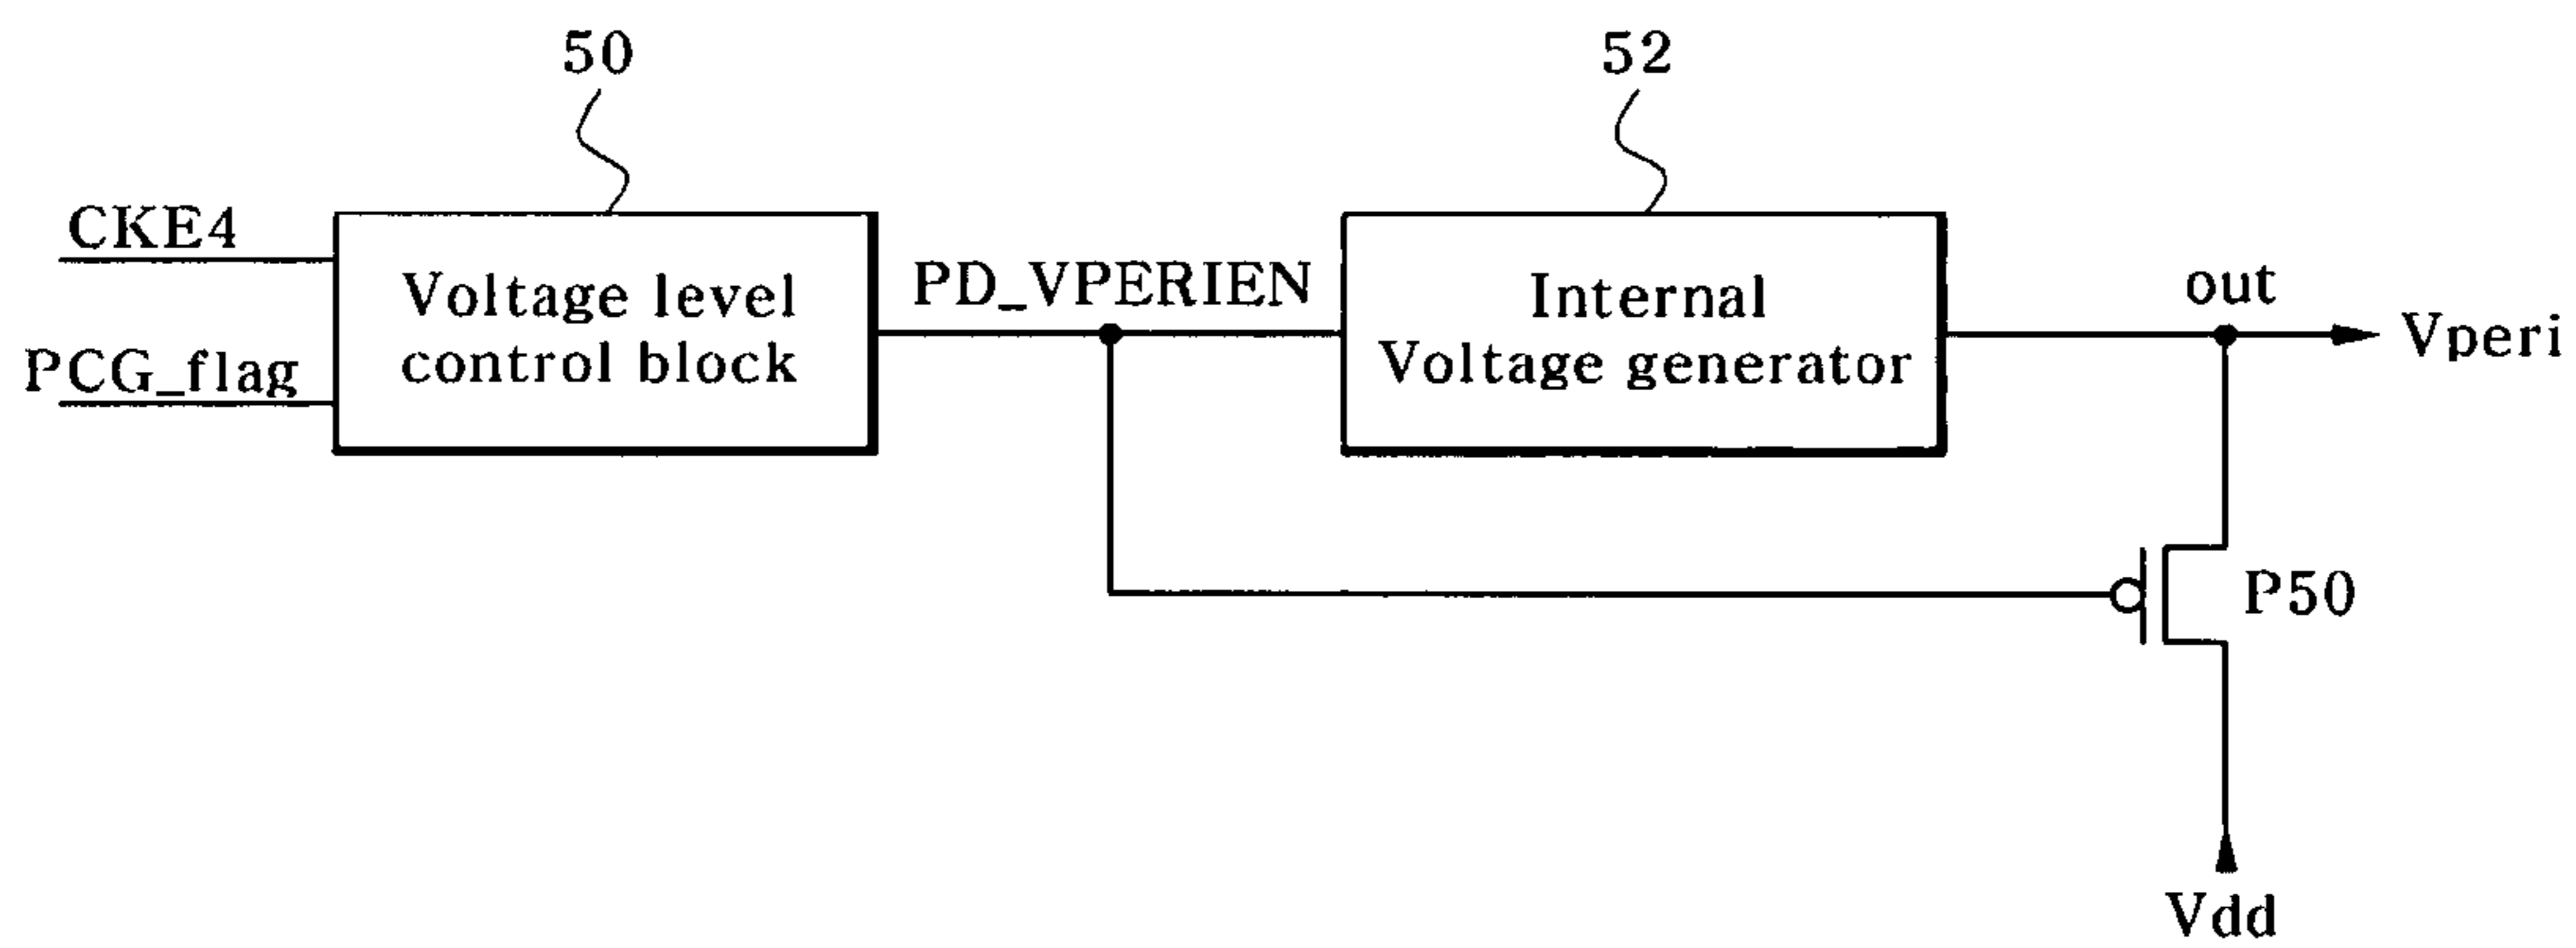 50
52
CKE4
PCG_flag
Voltage level
control block
PD_VPERIEN
Internal
Voltage generator
out
Vperi
P50
Vdd